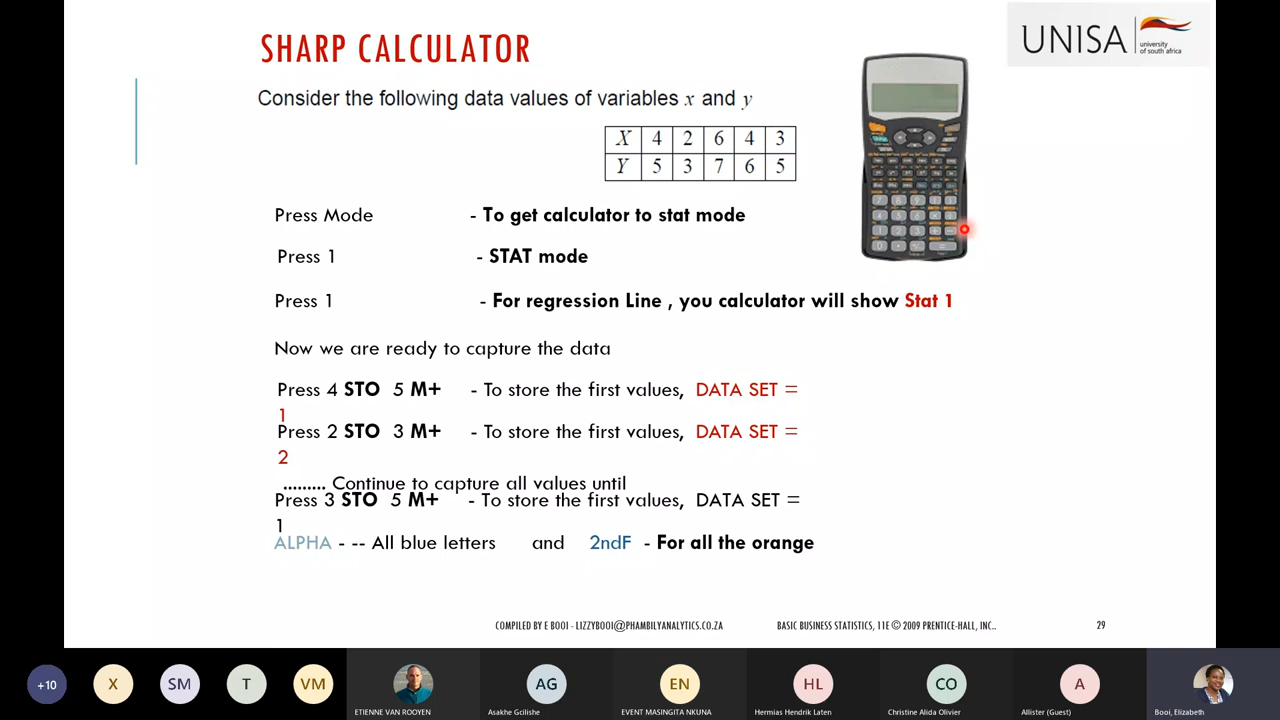 SHARP CALCULATOR
UNISA
university
of south africa
Consider the following data values of variables x and y
X 4 2 6 4 3
Y 5 3 7 6 5
Press Mode - To get calculator to stat mode
Press 1 - STAT mode
Press 1 - For regression Line , you calculator will show Stat 1
Now we are ready to capture the data
Press 4 STO 5 M+ - To store the first values, DATA SET =
1
Press 2 STO 3 M+ - To store the first values, DATA SET =
2
......... Continue to capture all values until
Press 3 STO 5 M+ - To store the first values, DATA SET =
1
ALPHA - -- All blue letters and 2ndF - For all the orange
COMPILED BY E BOOI - LIZZYBOOI@PHAMBILYANALYTICS.CO.ZA BASIC BUSINESS STATISTICS, 11E © 2009 PRENTICE-HALL, INC.. 29
+10 X SM T VM AG EN HL CO A
ETIENNE VAN ROOYEN Asakhe Gcilishe EVENT MASINGITA NKUNA Hermias Hendrik Laten Christine Alida Olivier Allister (Guest) Booi, Elizabeth